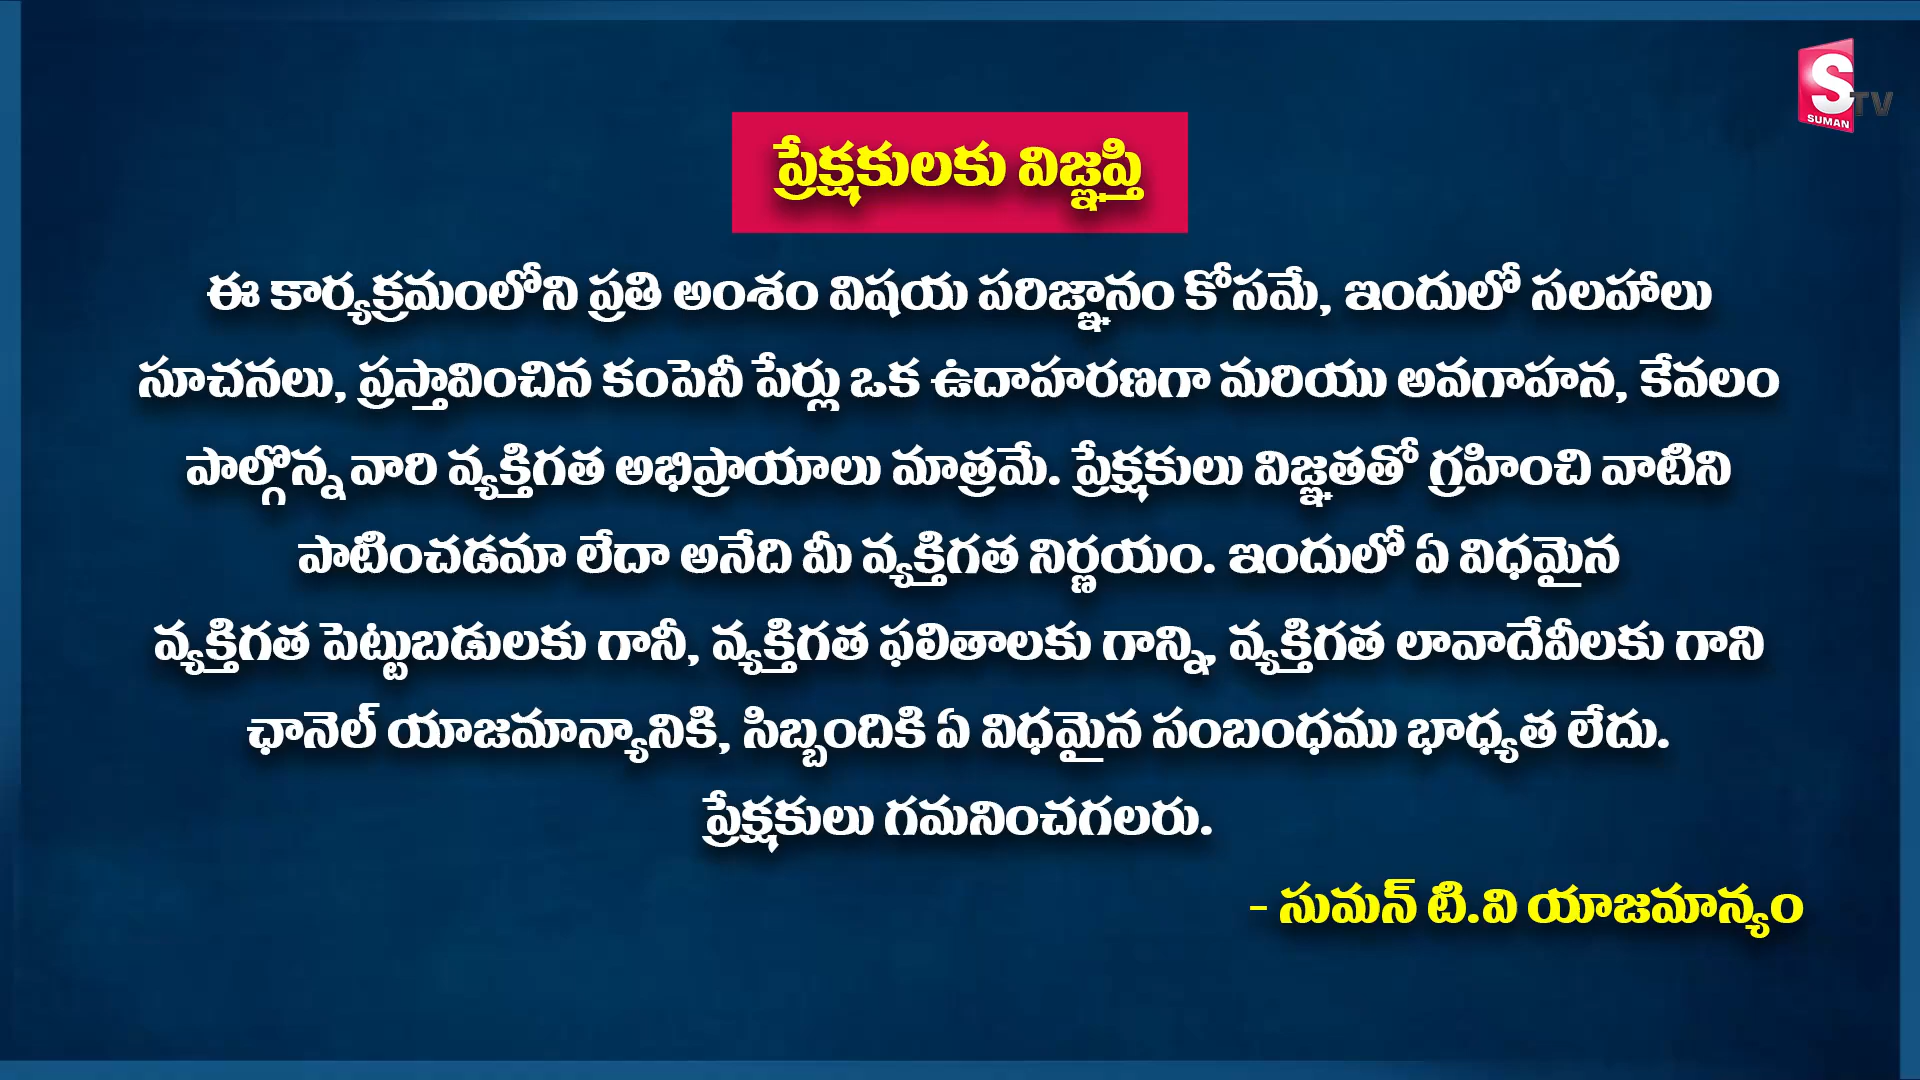 S
TV
SUMAN
ప్రేక్షకులకు విజ్ఞప్తి
ఈ కార్యక్రమంలోని ప్రతి అంశం విషయ పరిజ్ఞానం కోసమే, ఇందులో సలహాలు
సూచనలు, ప్రస్తావించిన కంపెనీ పేర్లు ఒక ఉదాహరణగా మరియు అవగాహన, కేవలం
పాల్గొన్న వారి వ్యక్తిగత అభిప్రాయాలు మాత్రమే. ప్రేక్షకులు విజ్ఞతతో గ్రహించి వాటిని
పాటించడమా లేదా అనేది మీ వ్యక్తిగత నిర్ణయం. ఇందులో ఏ విధమైన
వ్యక్తిగత పెట్టుబడులకు గానీ, వ్యక్తిగత ఫలితాలకు గాన్ని, వ్యక్తిగత లావాదేవీలకు గాని
ఛానెల్ యాజమాన్యానికి, సిబ్బందికి ఏ విధమైన సంబంధము భాధ్యత లేదు.
ప్రేక్షకులు గమనించగలరు.
- సుమన్ టి.వి యాజమాన్యం